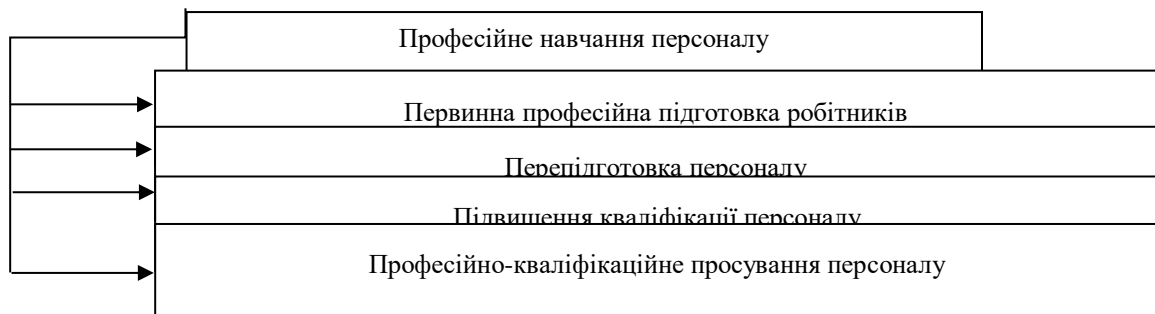 Професійне навчання персоналу
Первинна професійна підготовка робітників
Перепідготовка персоналу
Підвищення кваліфікації персоналу
Професійно-кваліфікаційне просування персоналу